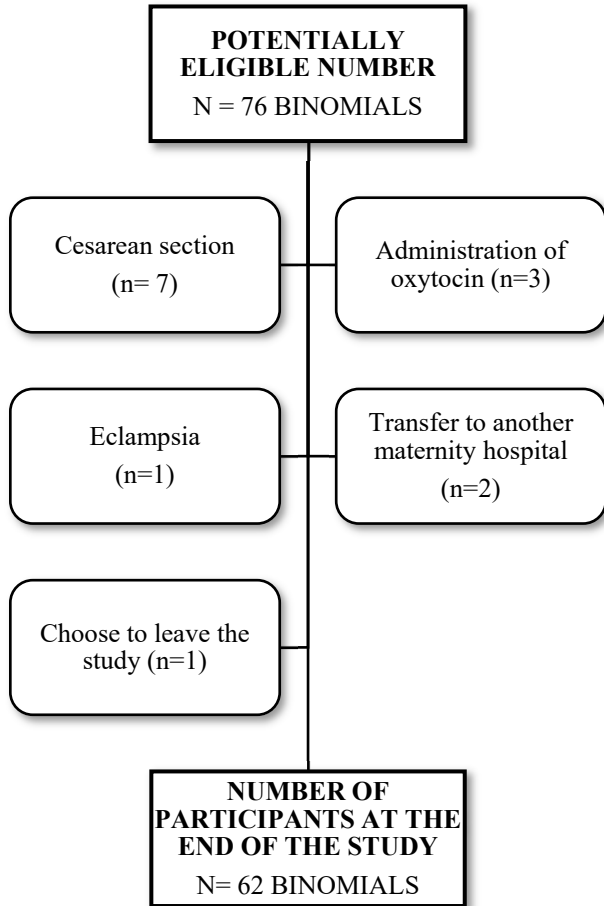 POTENTIALLY
ELIGIBLE NUMBER
N = 76 BINOMIALS
Cesarean section
(n= 7)
Administration of
oxytocin (n=3)
Eclampsia
(n=1)
Transfer to another
maternity hospital
(n=2)
Choose to leave the
study (n=1)
NUMBER OF
PARTICIPANTS AT THE
END OF THE STUDY
N= 62 BINOMIALS